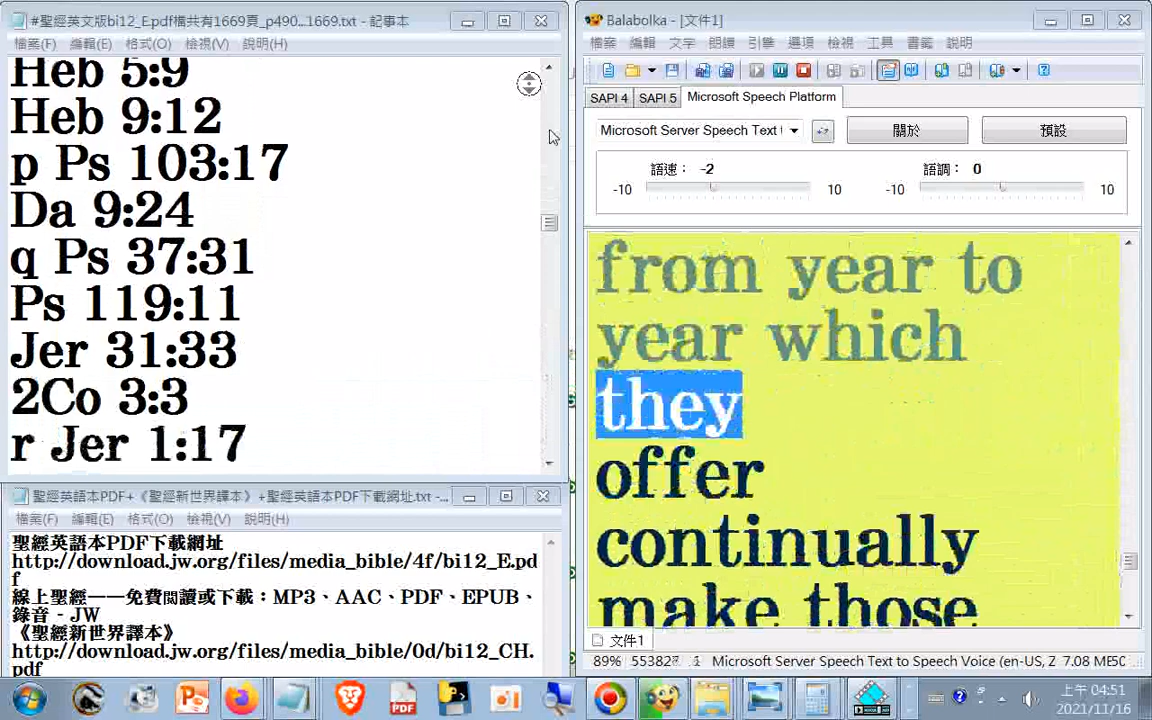 #聖經英文版bi12_E.pdf檔共有1669頁_p490...1669.txt - 記事本
檔案(F) 編輯(E) 格式(O) 檢視(V) 說明(H)
Heb 5:9
Heb 9:12
p Ps 103:17
Da 9:24
q Ps 37:31
Ps 119:11
Jer 31:33
2Co 3:3
r Jer 1:17
聖經英語本PDF+《聖經新世界譯本》+聖經英語本PDF下載網址.txt -...
檔案(F) 編輯(E) 格式(O) 檢視(V) 說明(H)
聖經英語本PDF下載網址
http://download.jw.org/files/media_bible/4f/bi12_E.pd
f
線上聖經——免費閱讀或下載：MP3、AAC、PDF、EPUB、
錄音 - JW
《聖經新世界譯本》
http://download.jw.org/files/media_bible/0d/bi12_CH.
pdf
Balabolka - [文件1]
檔案 編輯 文字 朗讀 引擎 選項 檢視 工具 書籤 說明
SAPI 4 SAPI 5 Microsoft Speech Platform
Microsoft Server Speech Text 關於 預設
語速： -2 語調： 0
-10 10 -10 10
from year to
year which
they
offer
continually
make those
文件1
89% Microsoft Server Speech Text to Speech Voice (en-US, Z 7.08 МБ
上午 04:51
2021/11/16